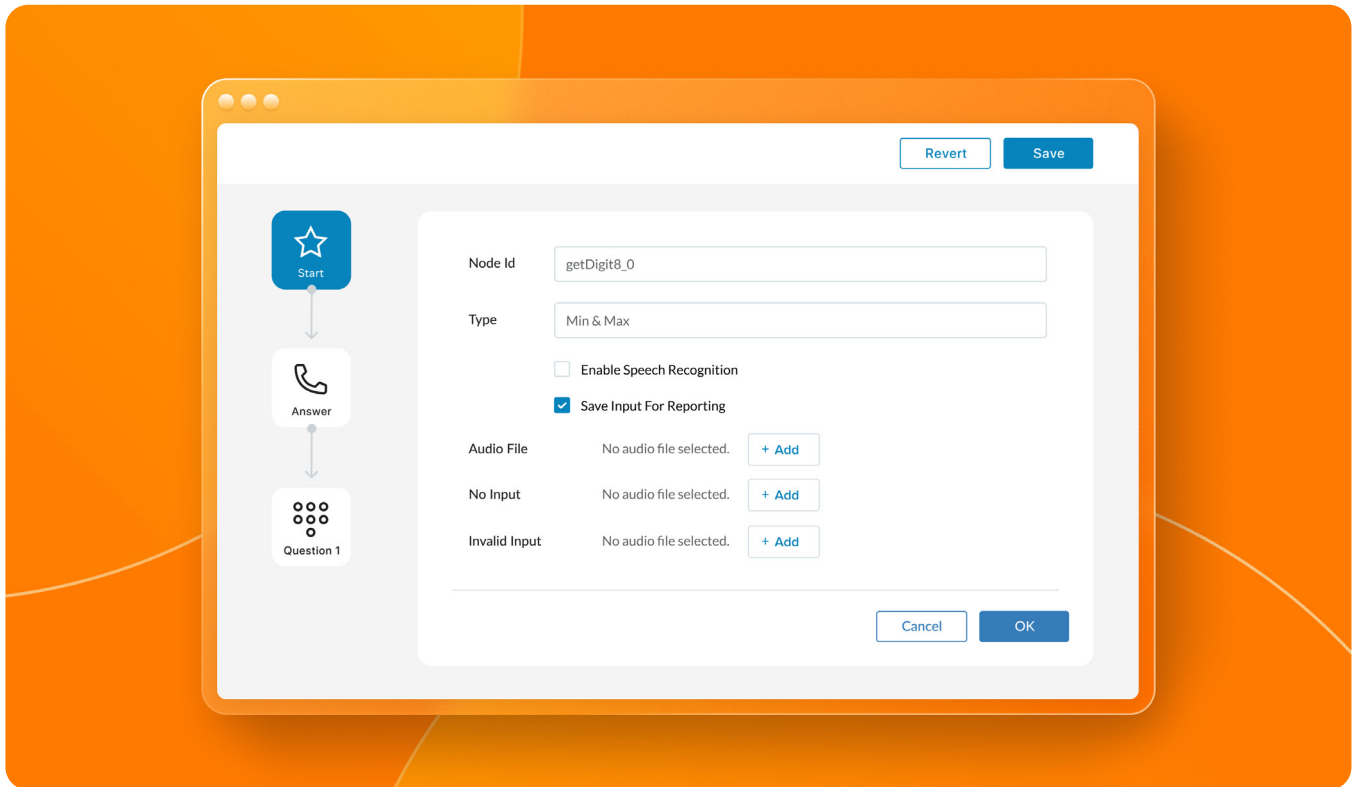 Revert Save
Start
Answer
Question 1
Node Id getDigit8_0
Type Min & Max
Enable Speech Recognition
Save Input For Reporting
Audio File No audio file selected. + Add
No Input No audio file selected. + Add
Invalid Input No audio file selected. + Add
Cancel OK